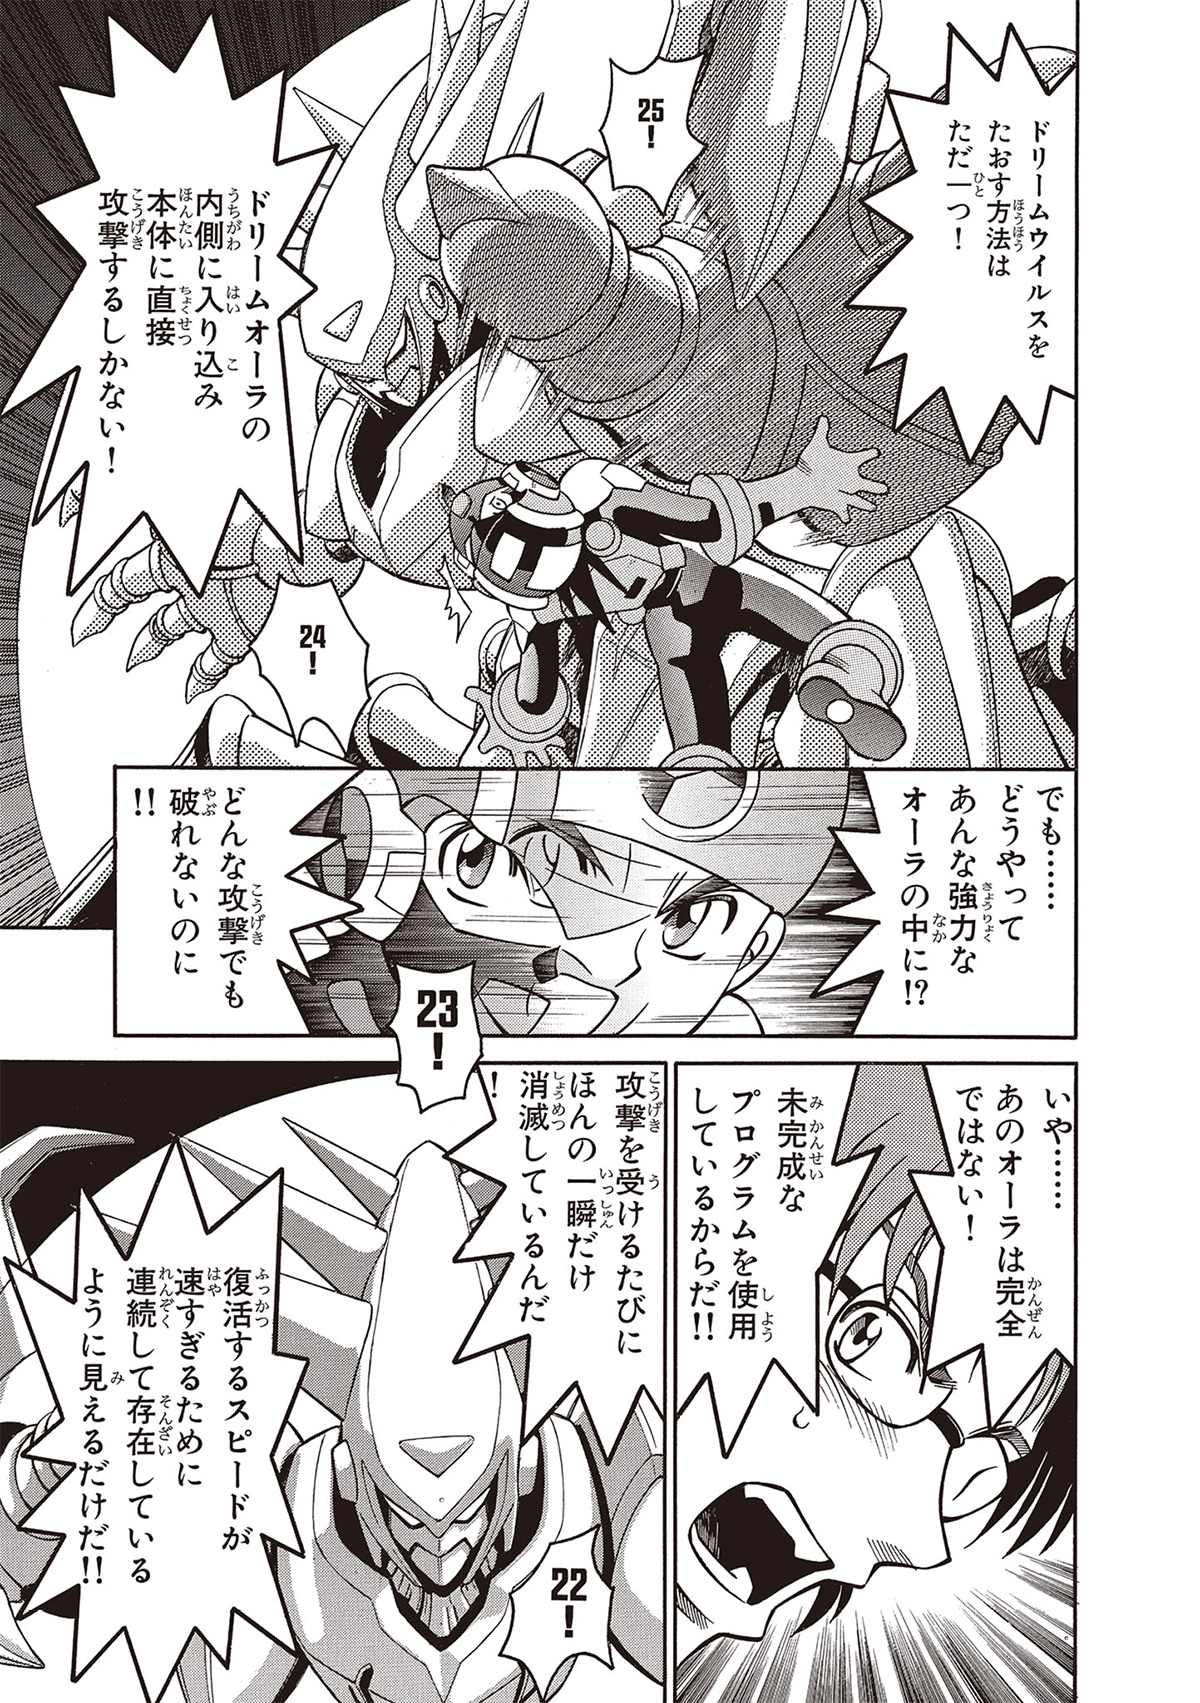 ドリームウイルスを
たおす方法は
ただ一つ！
25！
ドリームオーラの
内側に入り込み
本体に直接
攻撃するしかない！
24！
でも……
どうやって
あんな強力な
オーラの中に!?
どんな攻撃でも
破れないのに
!!
23！
いや……
あのオーラは完全
ではない！
未完成な
プログラムを使用
しているからだ!!
攻撃を受けるたびに
ほんの一瞬だけ
消滅しているんだ
！
復活するスピードが
速すぎるために
連続して存在している
ように見えるだけだ!!
22！